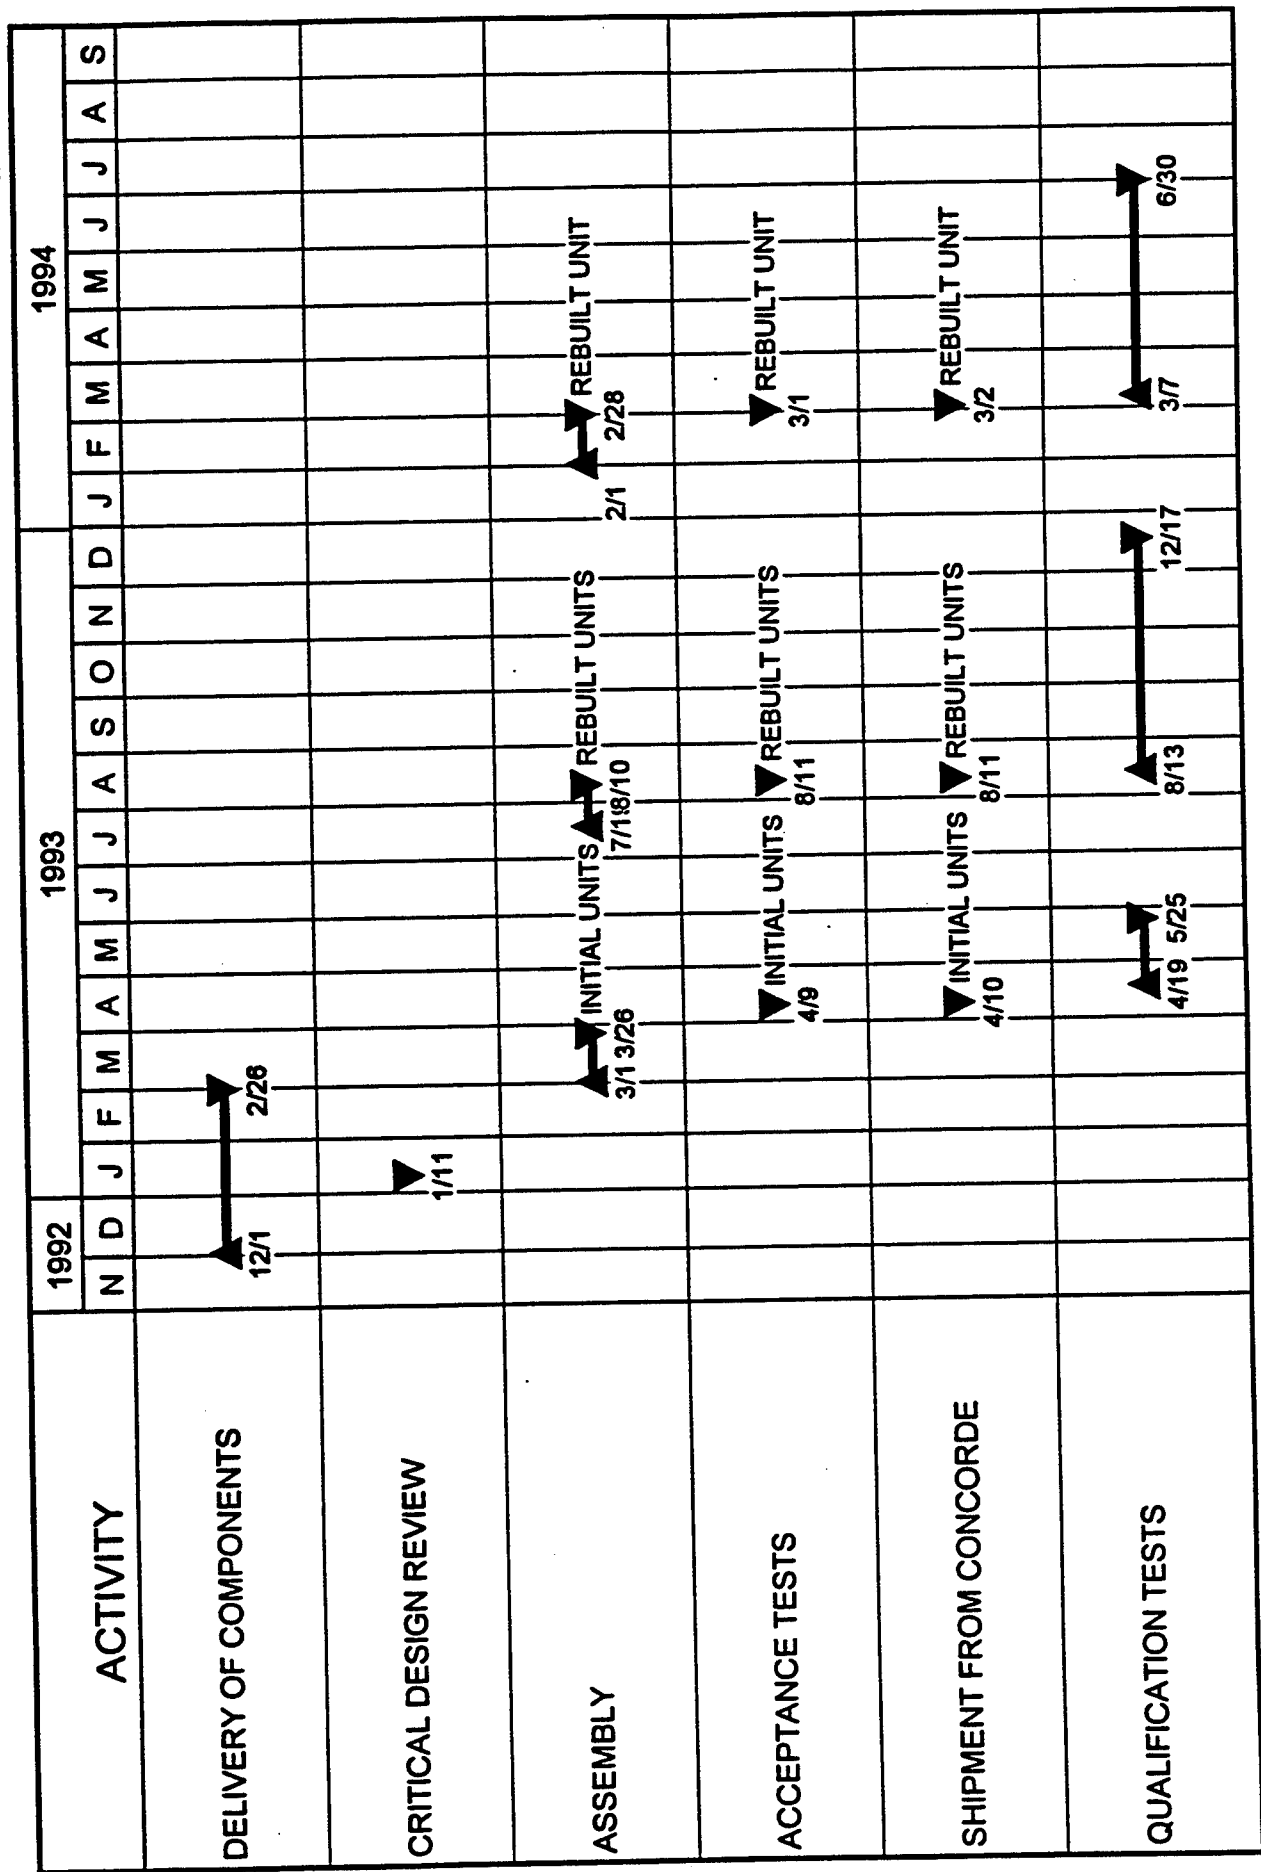 ACTIVITY
1992
1993
1994
N D J F M A M J J A S O N D J F M A M J J A S
DELIVERY OF COMPONENTS
12/1
2/26
CRITICAL DESIGN REVIEW
1/11
ASSEMBLY
INITIAL UNITS
REBUILT UNITS
REBUILT UNIT
3/1 3/26
8/10
2/1
2/28
ACCEPTANCE TESTS
INITIAL UNITS
REBUILT UNITS
REBUILT UNIT
4/9
8/11
3/1
SHIPMENT FROM CONCORDE
INITIAL UNITS
REBUILT UNITS
REBUILT UNIT
4/10
8/11
3/2
QUALIFICATION TESTS
4/19
5/25
8/13
12/17
3/7
6/30